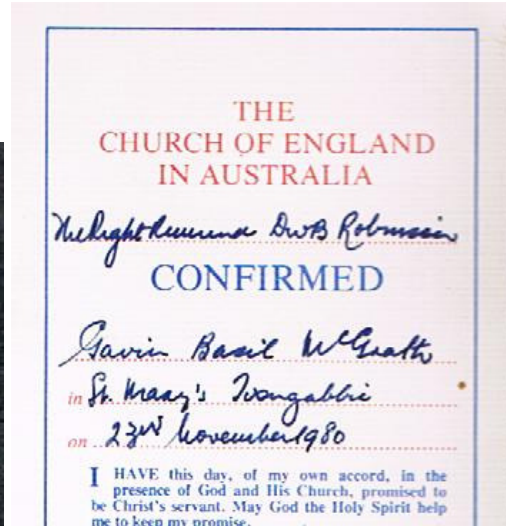 THE
CHURCH OF ENGLAND
IN AUSTRALIA
The Right Reverend DWB Robinson
CONFIRMED
Gavin Basil McGrath
in St. Mary's Toongabbie
on 23rd November 1980
I HAVE this day, of my own accord, in the
presence of God and His Church, promised to
be Christ's servant. May God the Holy Spirit help
me to keep my promise.